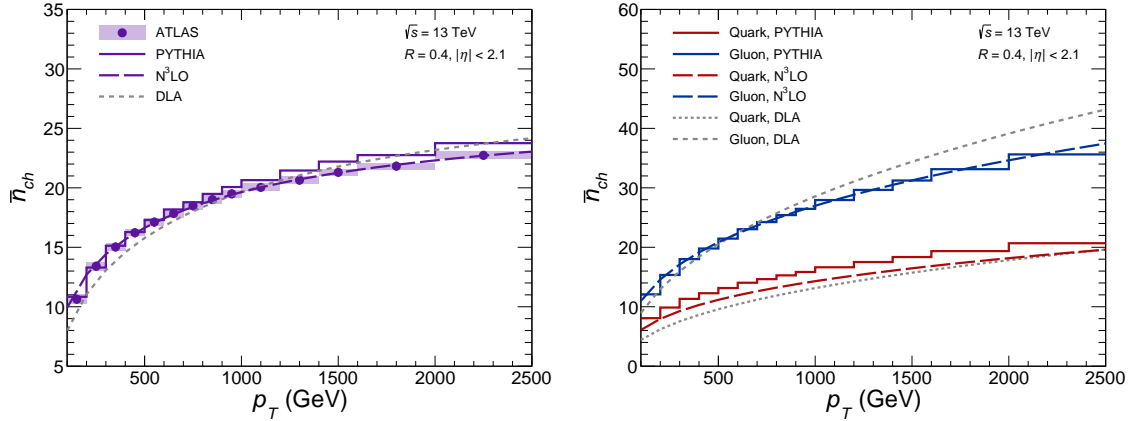 35
30
25
20
15
10
5
n̅ch
ATLAS
PYTHIA
N³LO
DLA
√s = 13 TeV
R = 0.4, |η| < 2.1
500 1000 1500 2000 2500
pT (GeV)
60
50
40
30
20
10
0
n̅ch
Quark, PYTHIA
Gluon, PYTHIA
Quark, N³LO
Gluon, N³LO
Quark, DLA
Gluon, DLA
√s = 13 TeV
R = 0.4, |η| < 2.1
500 1000 1500 2000 2500
pT (GeV)